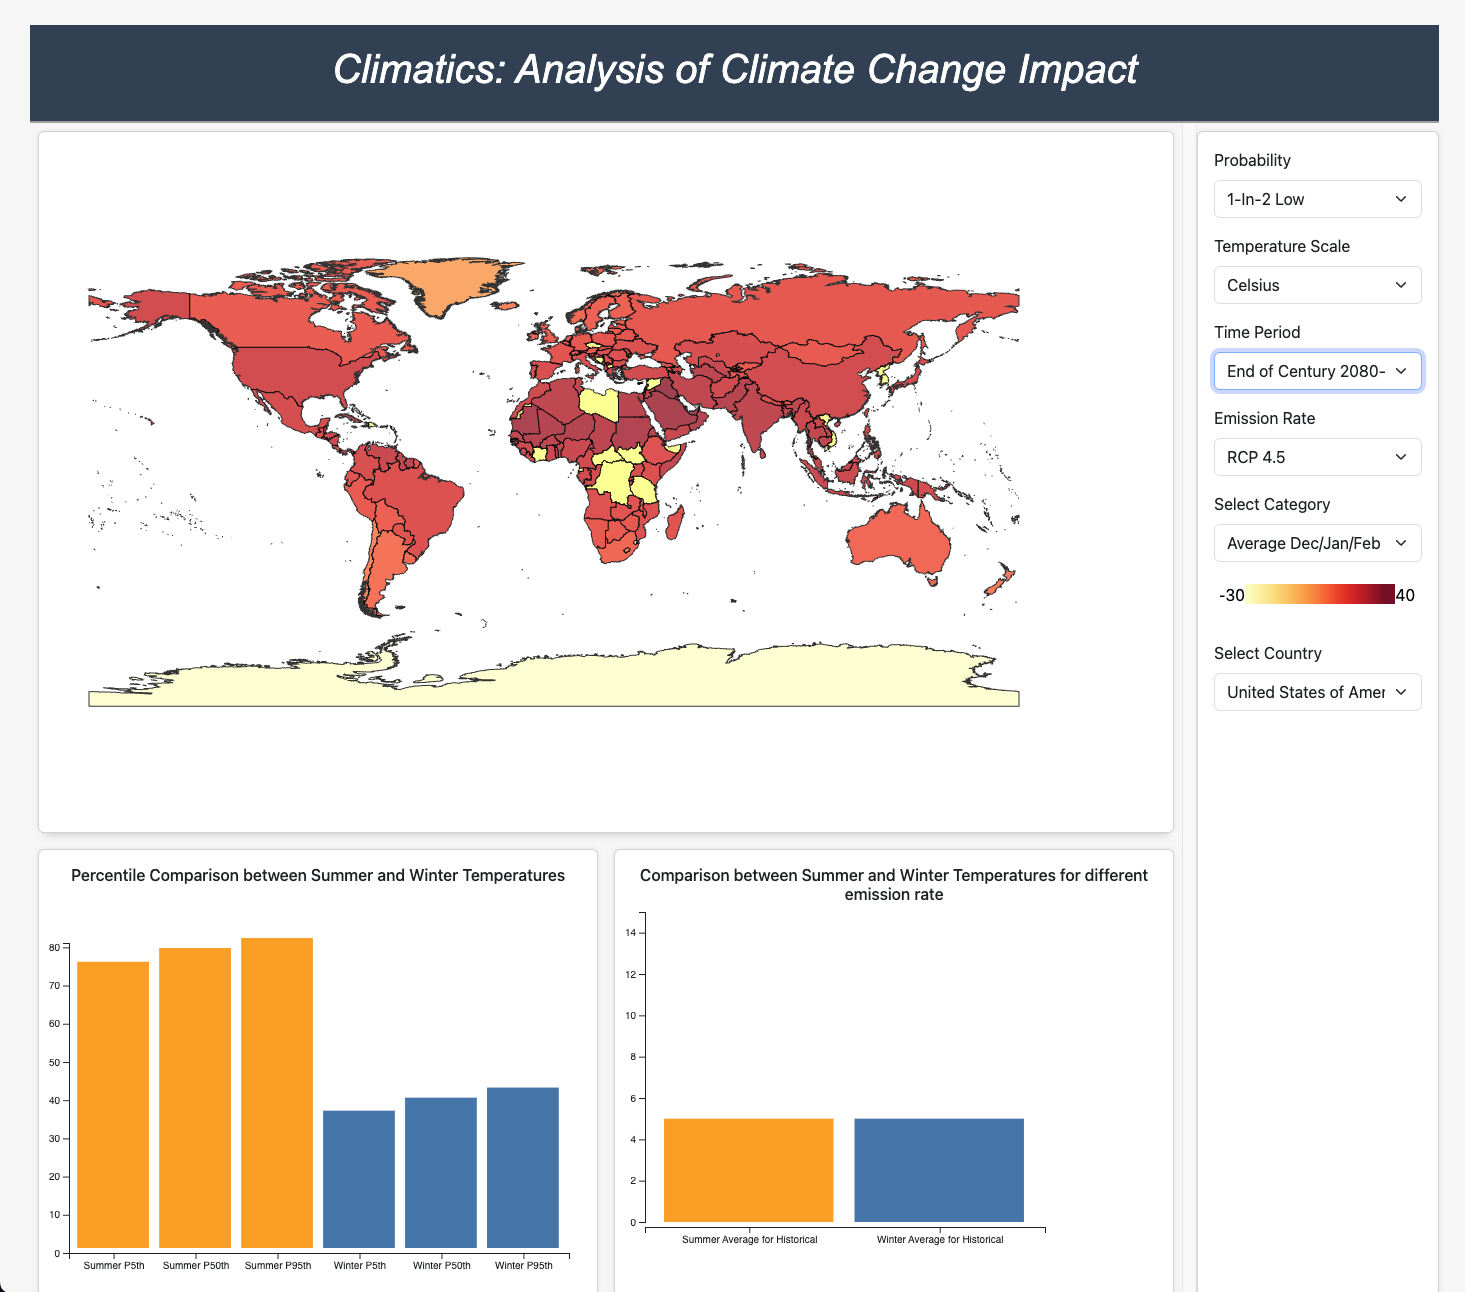 Climatics: Analysis of Climate Change Impact
Probability
1-In-2 Low
Temperature Scale
Celsius
Time Period
End of Century 2080-
Emission Rate
RCP 4.5
Select Category
Average Dec/Jan/Feb
-30 40
Select Country
United States of Amer
Percentile Comparison between Summer and Winter Temperatures
80
70
60
50
40
30
20
10
0
Summer P5th Summer P50th Summer P95th Winter P5th Winter P50th Winter P95th
Comparison between Summer and Winter Temperatures for different
emission rate
14
12
10
8
6
4
2
0
Summer Average for Historical Winter Average for Historical